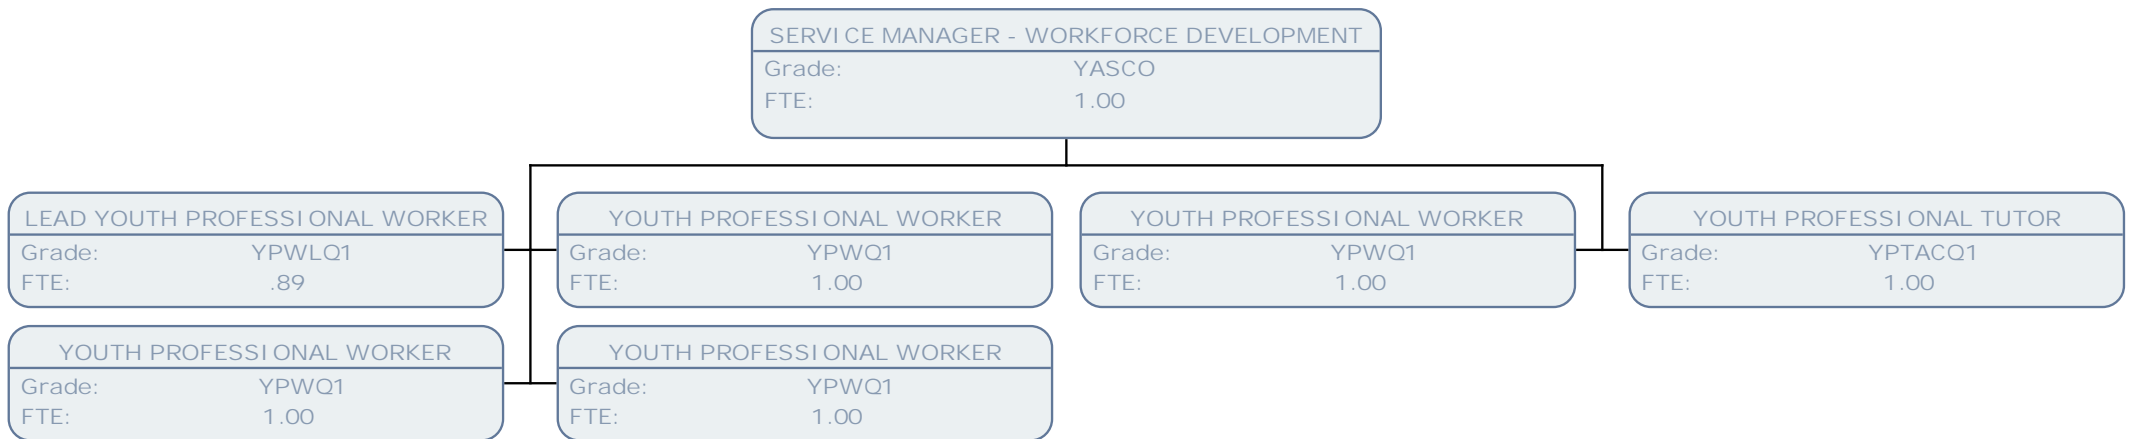 SERVICE MANAGER - WORKFORCE DEVELOPMENT
Grade: YASCO
FTE: 1.00
LEAD YOUTH PROFESSIONAL WORKER
Grade: YPWLQ1
FTE: .89
YOUTH PROFESSIONAL WORKER
Grade: YPWQ1
FTE: 1.00
YOUTH PROFESSIONAL WORKER
Grade: YPWQ1
FTE: 1.00
YOUTH PROFESSIONAL TUTOR
Grade: YPTACQ1
FTE: 1.00
YOUTH PROFESSIONAL WORKER
Grade: YPWQ1
FTE: 1.00
YOUTH PROFESSIONAL WORKER
Grade: YPWQ1
FTE: 1.00